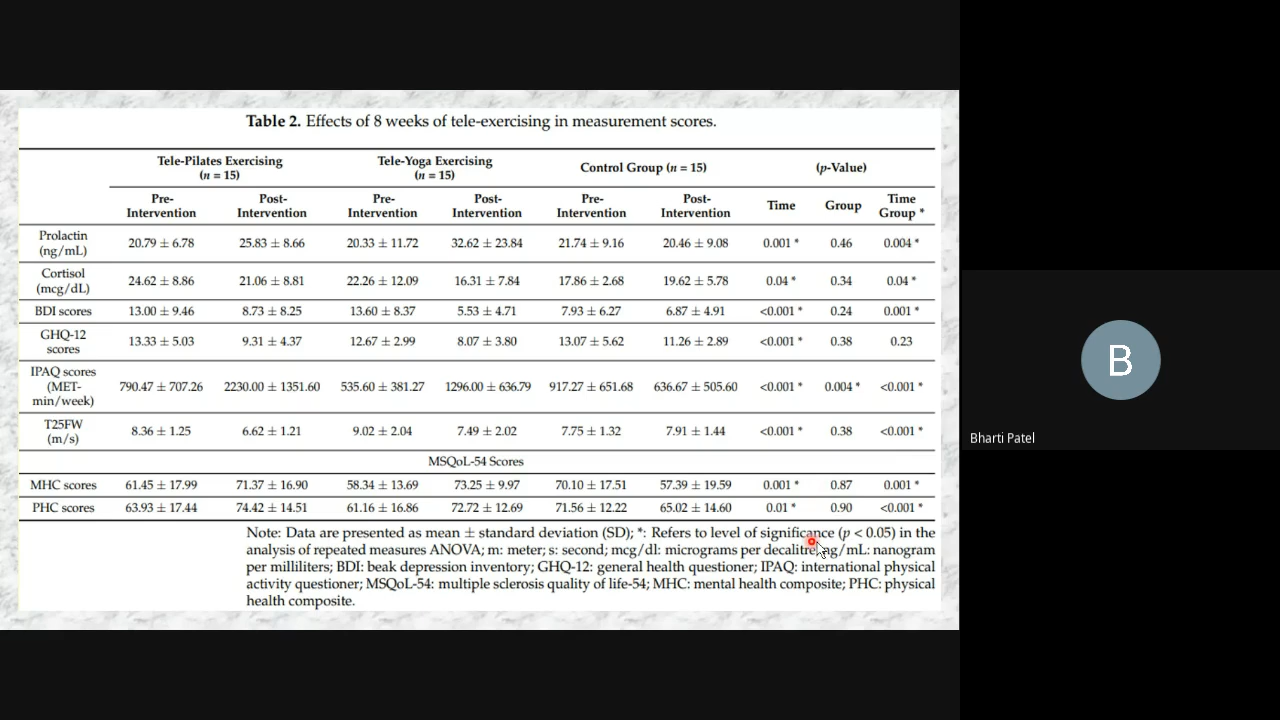 Table 2. Effects of 8 weeks of tele-exercising in measurement scores.
Tele-Pilates Exercising (n = 15) Tele-Yoga Exercising (n = 15) Control Group (n = 15) (p-Value)
Pre-Intervention Post-Intervention Pre-Intervention Post-Intervention Pre-Intervention Post-Intervention Time Group Time Group *
Prolactin (ng/mL) 20.79 ± 6.78 25.83 ± 8.66 20.33 ± 11.72 32.62 ± 23.84 21.74 ± 9.16 20.46 ± 9.08 0.001 * 0.46 0.004 *
Cortisol (mcg/dL) 24.62 ± 8.86 21.06 ± 8.81 22.26 ± 12.09 16.31 ± 7.84 17.86 ± 2.68 19.62 ± 5.78 0.04 * 0.34 0.04 *
BDI scores 13.00 ± 9.46 8.73 ± 8.25 13.60 ± 8.37 5.53 ± 4.71 7.93 ± 6.27 6.87 ± 4.91 <0.001 * 0.24 0.001 *
GHQ-12 scores 13.33 ± 5.03 9.31 ± 4.37 12.67 ± 2.99 8.07 ± 3.80 13.07 ± 5.62 11.26 ± 2.89 <0.001 * 0.38 0.23
IPAQ scores (MET-min/week) 790.47 ± 707.26 2230.00 ± 1351.60 535.60 ± 381.27 1296.00 ± 636.79 917.27 ± 651.68 636.67 ± 505.60 <0.001 * 0.004 * <0.001 *
T25FW (m/s) 8.36 ± 1.25 6.62 ± 1.21 9.02 ± 2.04 7.49 ± 2.02 7.75 ± 1.32 7.91 ± 1.44 <0.001 * 0.38 <0.001 *
MSQoL-54 Scores
MHC scores 61.45 ± 17.99 71.37 ± 16.90 58.34 ± 13.69 73.25 ± 9.97 70.10 ± 17.51 57.39 ± 19.59 0.001 * 0.87 0.001 *
PHC scores 63.93 ± 17.44 74.42 ± 14.51 61.16 ± 16.86 72.72 ± 12.69 71.56 ± 12.22 65.02 ± 14.60 0.01 * 0.90 <0.001 *
Note: Data are presented as mean ± standard deviation (SD); *: Refers to level of significance (p < 0.05) in the
analysis of repeated measures ANOVA; m: meter; s: second; mcg/dl: micrograms per decalitre; ng/mL: nanogram
per milliliters; BDI: beak depression inventory; GHQ-12: general health questioner; IPAQ: international physical
activity questioner; MSQoL-54: multiple sclerosis quality of life-54; MHC: mental health composite; PHC: physical
health composite.
B
Bharti Patel